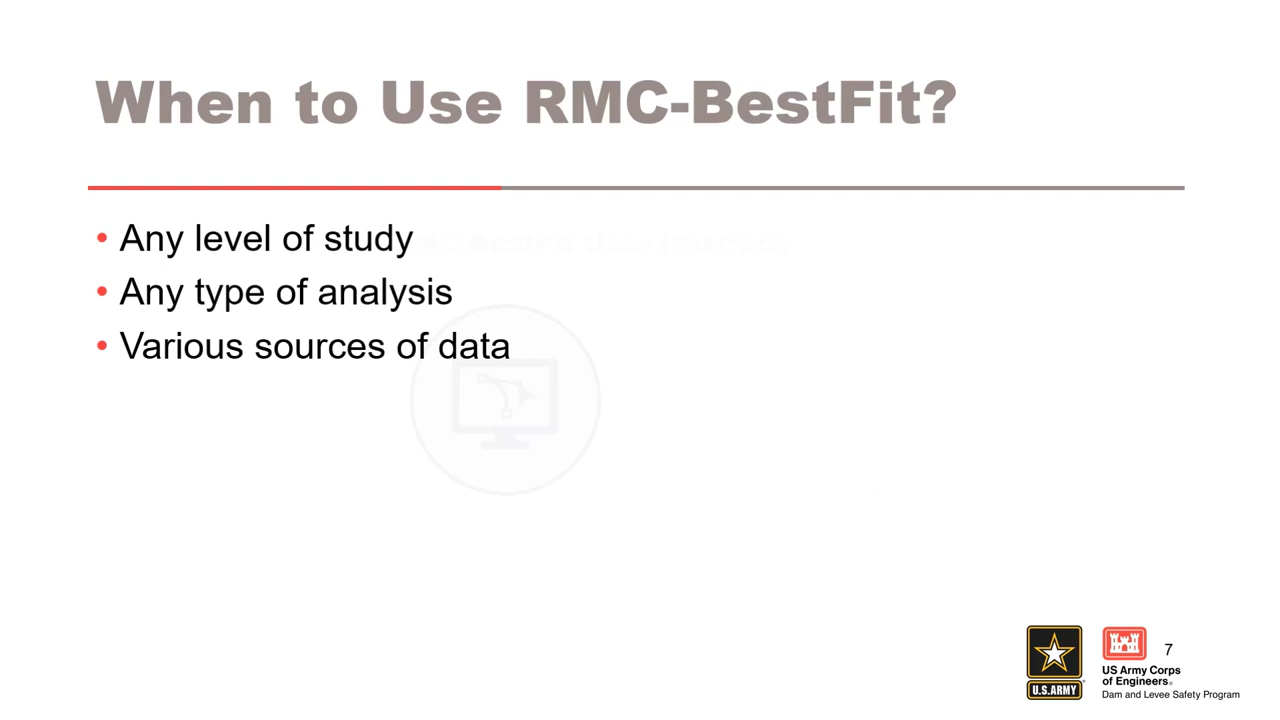 When to Use RMC-BestFit?
• Any level of study
• Any type of analysis
• Various sources of data
U.S.ARMY
US Army Corps
of Engineers®
Dam and Levee Safety Program
7